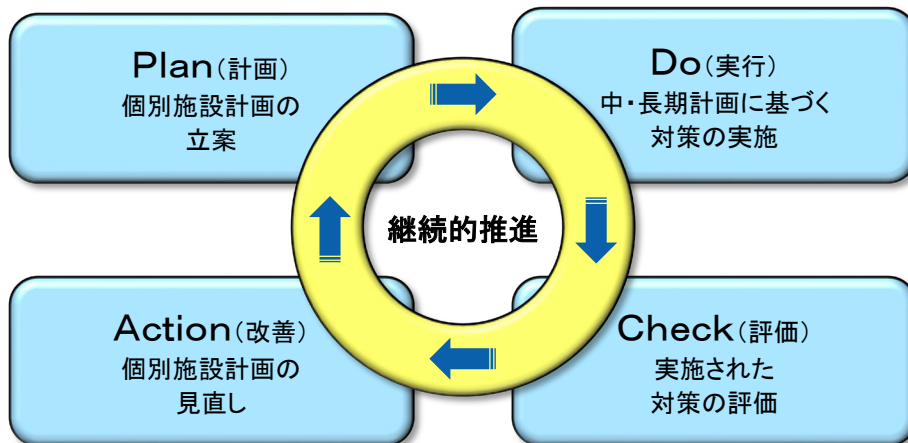 Plan(計画)
個別施設計画の
立案
Do(実行)
中・長期計画に基づく
対策の実施
継続的推進
Action(改善)
個別施設計画の
見直し
Check(評価)
実施された
対策の評価